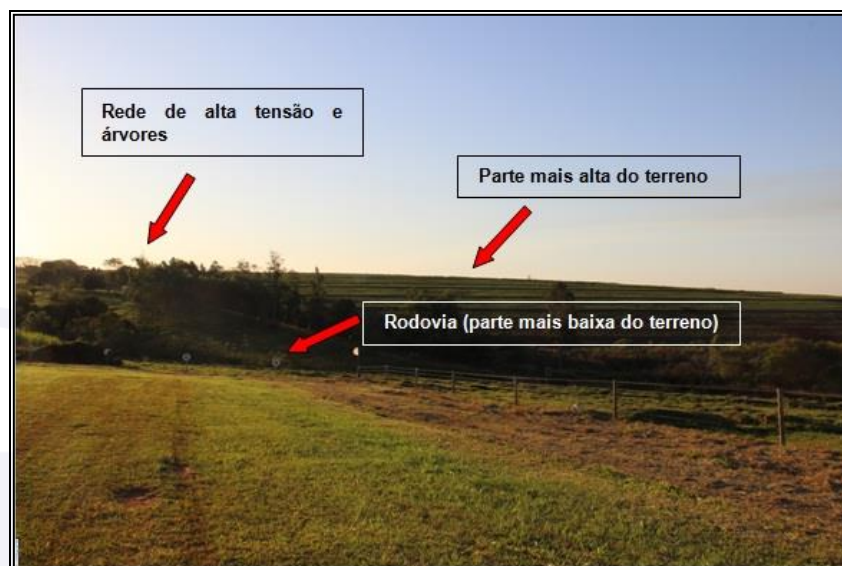 Rede de alta tensão e
árvores
Parte mais alta do terreno
Rodovia (parte mais baixa do terreno)